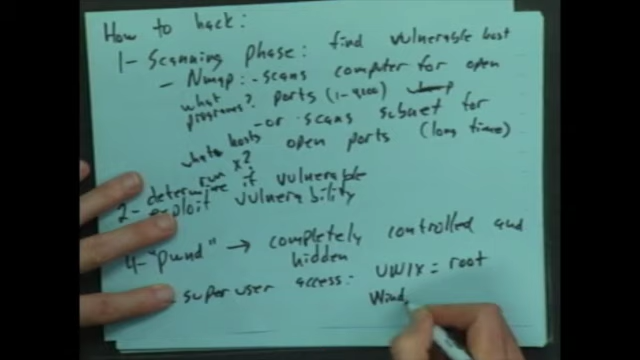 How to hack:
1- Scanning phase: find vulnerable host
- Nmap: - scans computer for open
what programs? ports (1-9000)
- or scans subnet for
what hosts run x? open ports (long time)
2- determine if vulnerable
exploit vulnerability
4- "pwnd" → completely controlled and
hidden
- super user access: UNIX = root
Wind